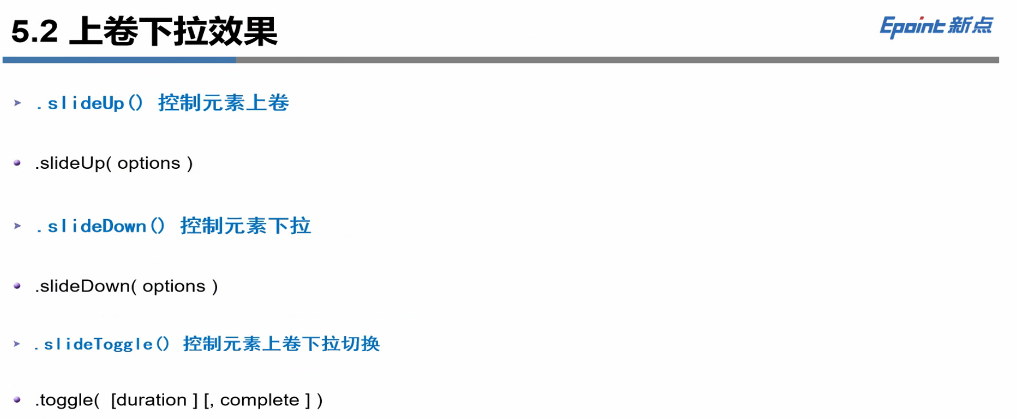 5.2 上卷下拉效果
Epoint 新点
.slideUp() 控制元素上卷
.slideUp( options )
.slideDown() 控制元素下拉
.slideDown( options )
.slideToggle() 控制元素上卷下拉切换
.toggle( [duration ] [, complete ] )